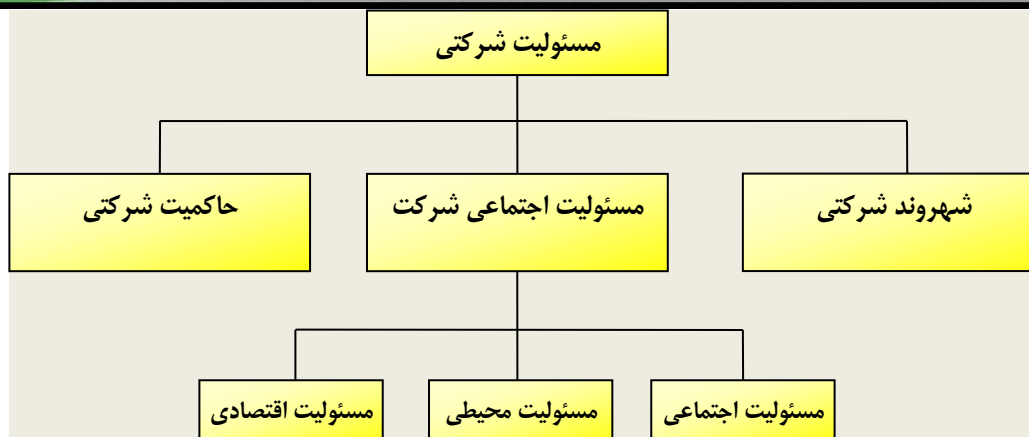 مسئولیت شرکتی
شهروند شرکتی
مسئولیت اجتماعی شرکت
حاکمیت شرکتی
مسئولیت اجتماعی
مسئولیت محیطی
مسئولیت اقتصادی